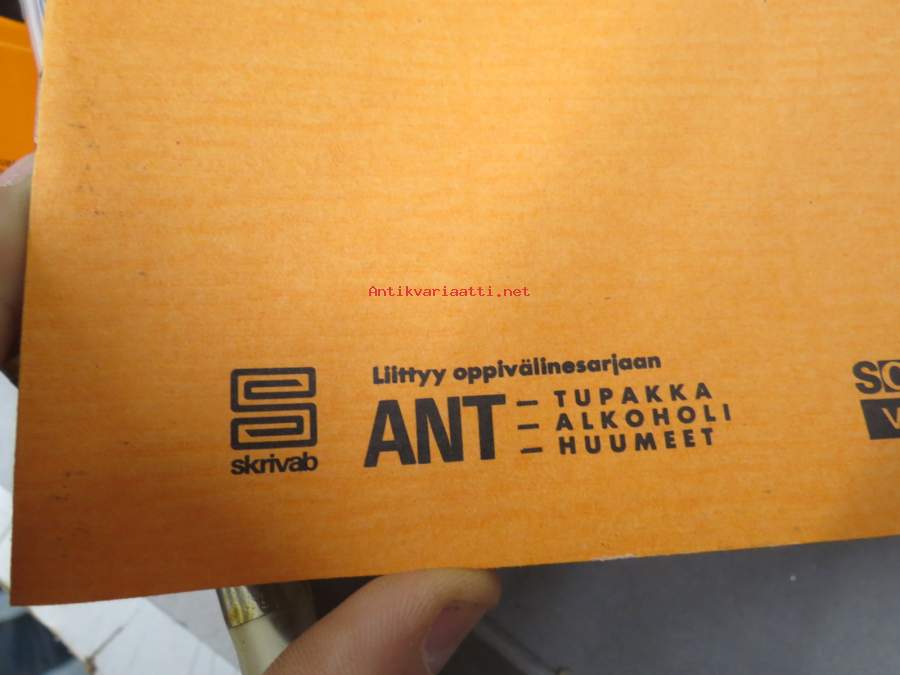 Antikvariaatti.net
Liittyy oppivälinesarjaan
ANT – TUPAKKA
– ALKOHOLI
– HUUMEET
skrivab